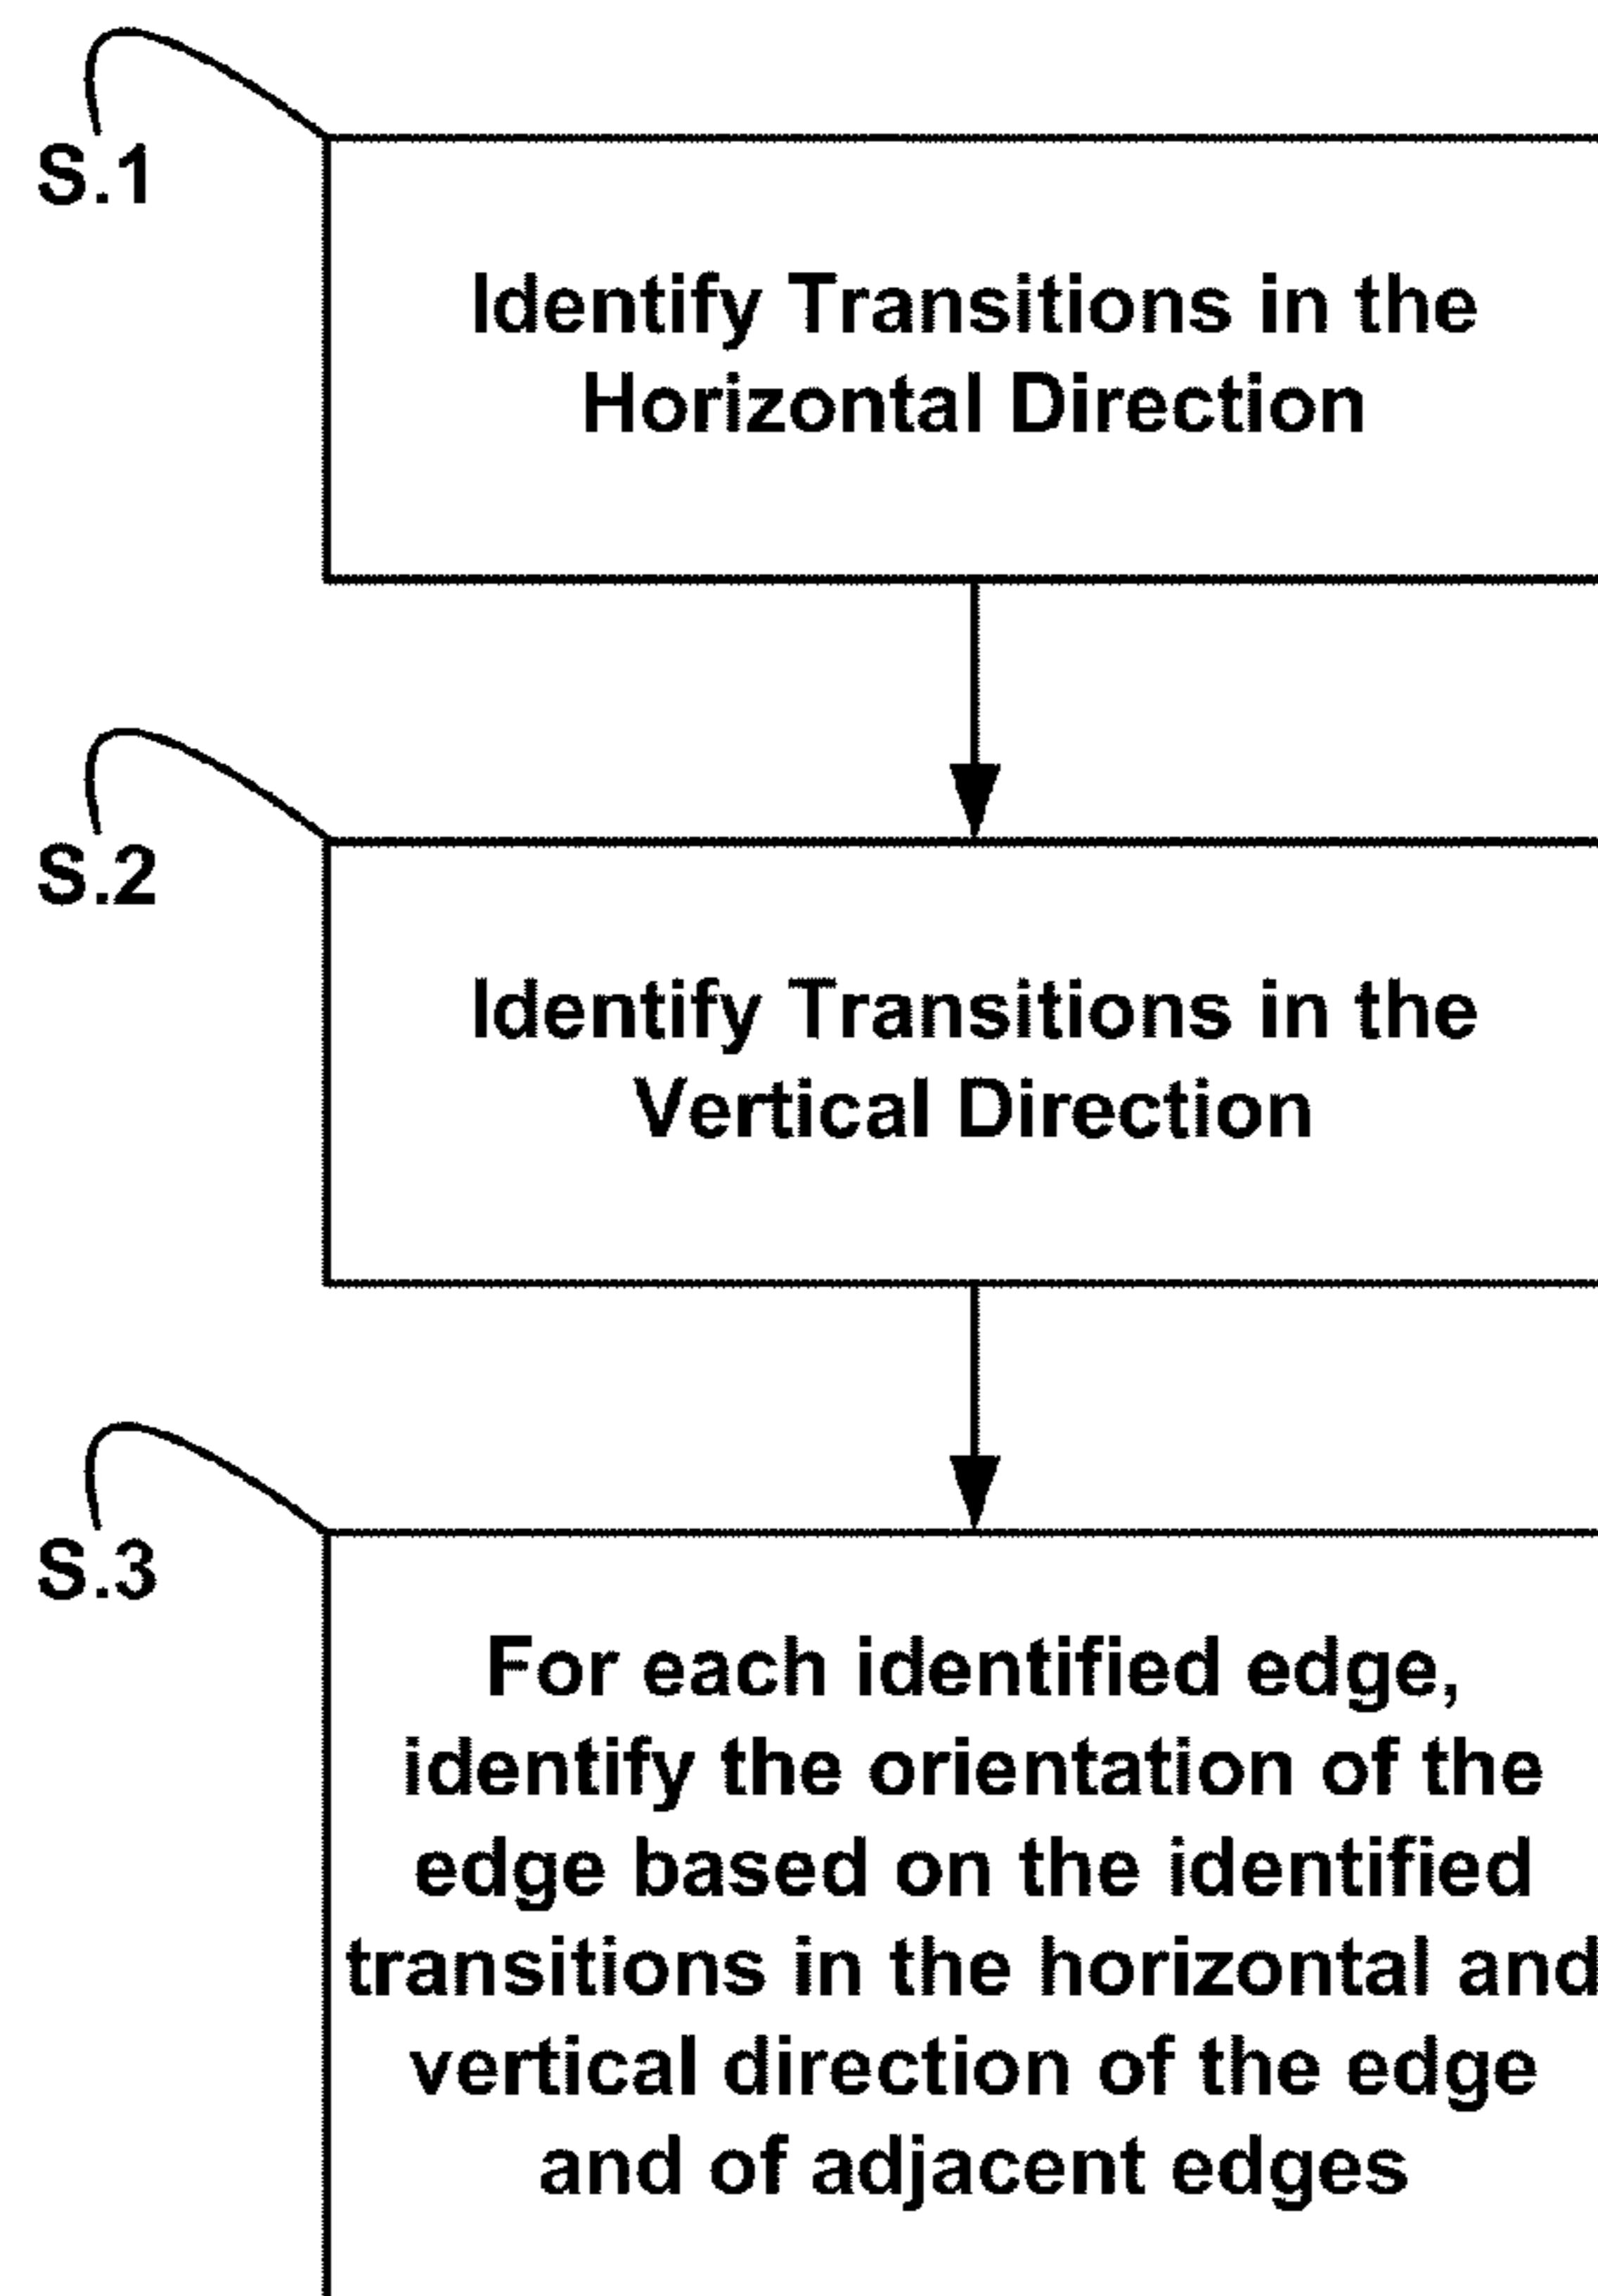 S.1
Identify Transitions in the
Horizontal Direction
S.2
Identify Transitions in the
Vertical Direction
S.3
For each identified edge,
identify the orientation of the
edge based on the identified
transitions in the horizontal and
vertical direction of the edge
and of adjacent edges